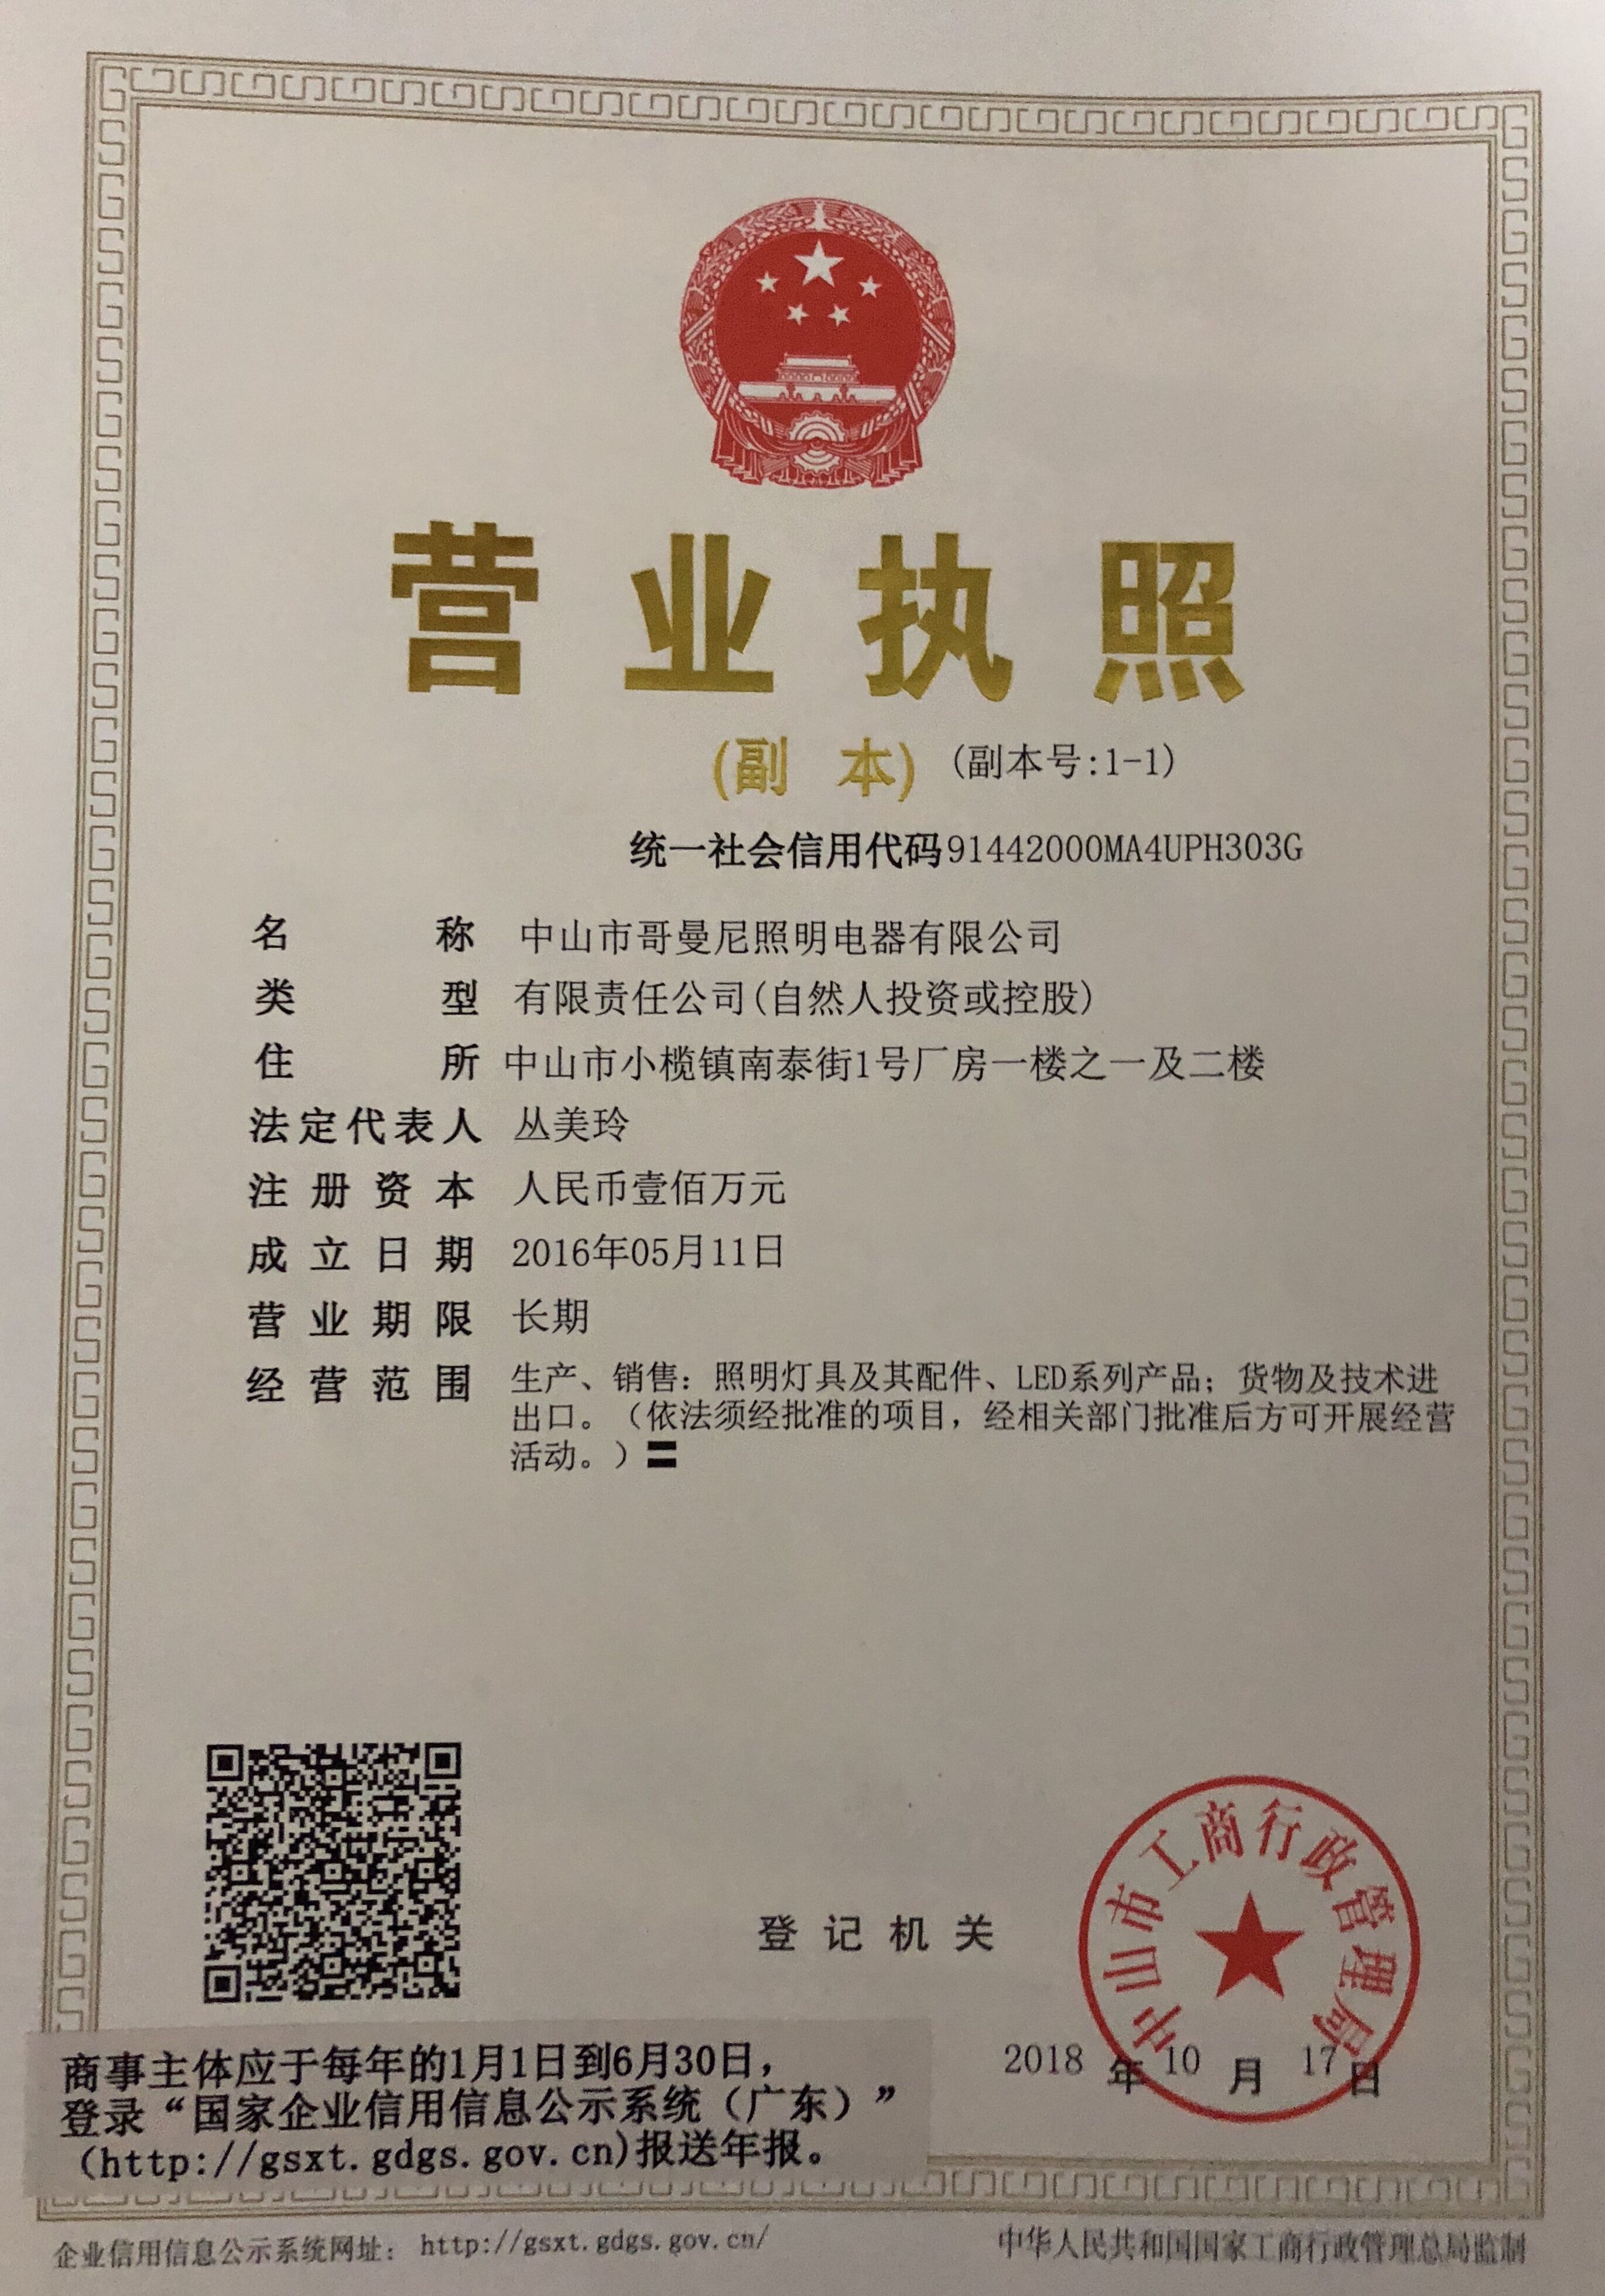 营业执照
(副 本) (副本号:1-1)
统一社会信用代码91442000MA4UPH303G
名 称 中山市哥曼尼照明电器有限公司
类 型 有限责任公司(自然人投资或控股)
住 所 中山市小榄镇南泰街1号厂房一楼之一及二楼
法定代表人 丛美玲
注册资本 人民币壹佰万元
成立日期 2016年05月11日
营业期限 长期
经营范围 生产、销售：照明灯具及其配件、LED系列产品；货物及技术进
出口。（依法须经批准的项目，经相关部门批准后方可开展经营
活动。）〓
登记机关
中山市工商行政管理局
2018年10月17日
商事主体应于每年的1月1日到6月30日，
登录“国家企业信用信息公示系统（广东）”
(http://gsxt.gdgs.gov.cn)报送年报。
企业信用信息公示系统网址： http://gsxt.gdgs.gov.cn/
中华人民共和国国家工商行政管理总局监制